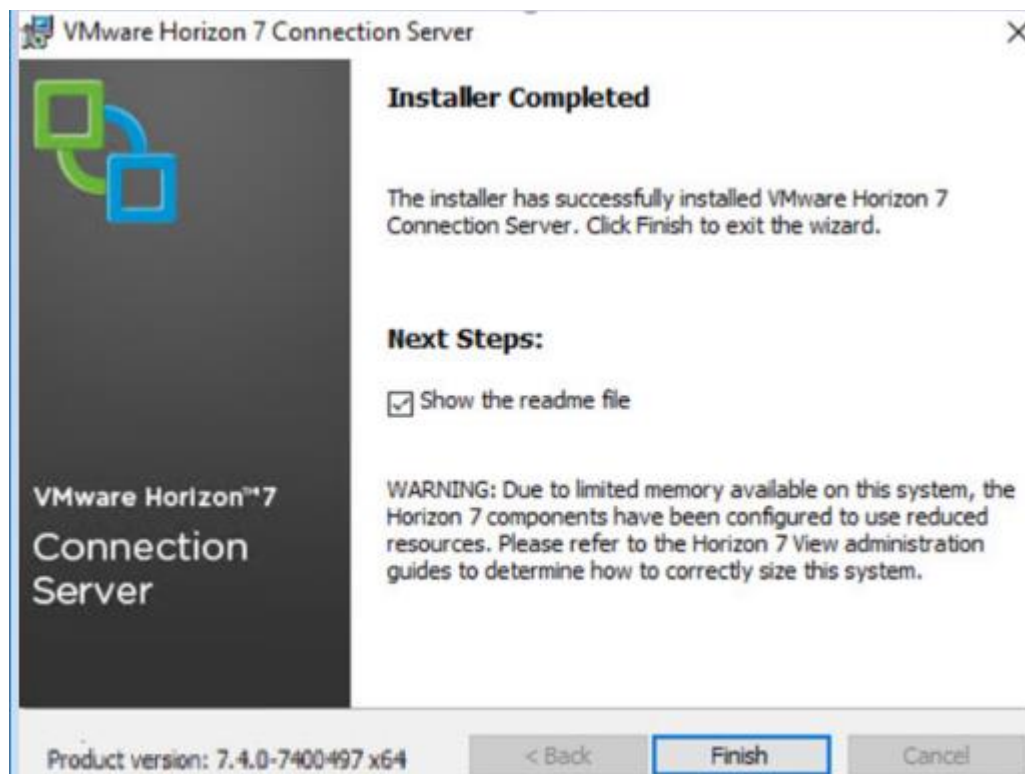 VMware Horizon 7 Connection Server
Installer Completed
The installer has successfully installed VMware Horizon 7
Connection Server. Click Finish to exit the wizard.
Next Steps:
Show the readme file
WARNING: Due to limited memory available on this system, the
Horizon 7 components have been configured to use reduced
resources. Please refer to the Horizon 7 View administration
guides to determine how to correctly size this system.
VMware Horizon™7
Connection
Server
Product version: 7.4.0-7400497 x64
< Back
Finish
Cancel